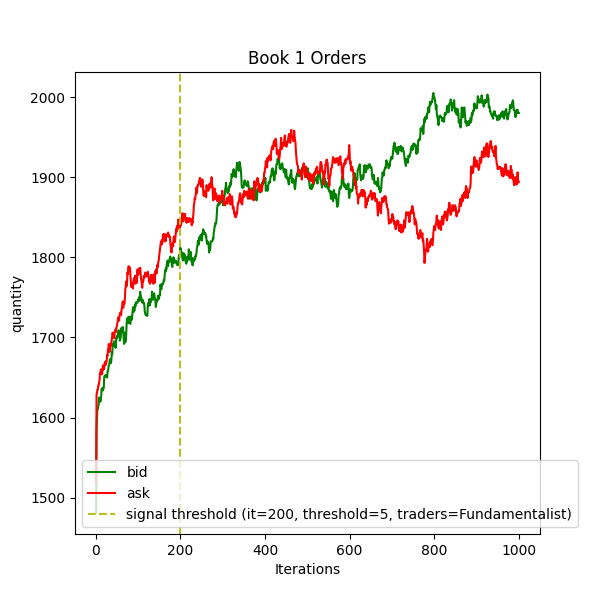 Book 1 Orders
quantity
2000
1900
1800
1700
1600
1500
bid
ask
signal threshold (it=200, threshold=5, traders=Fundamentalist)
0 200 400 600 800 1000
Iterations